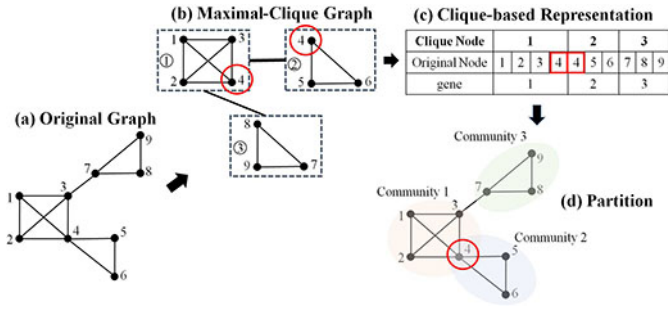 (b) Maximal-Clique Graph
1 3
①
2 4
4
②
5 6
8
③
9 7
(c) Clique-based Representation
Clique Node 1 2 3
Original Node 1 2 3 4 4 5 6 7 8 9
gene 1 2 3
(a) Original Graph
9
7 8
1 3
2 4 5
6
Community 3
9
7 8
(d) Partition
Community 1
1 3
2 4
Community 2
5
6